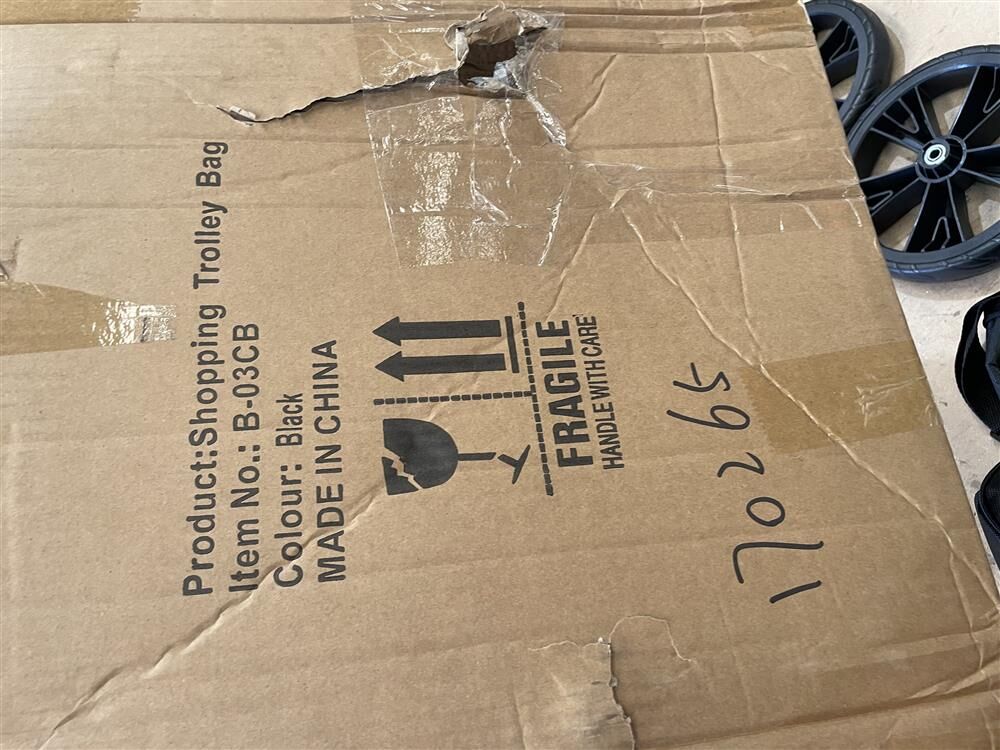 Product:Shopping Trolley Bag
Item No.: B-03CB
Colour: Black
MADE IN CHINA
FRAGILE
HANDLE WITH CARE
170265